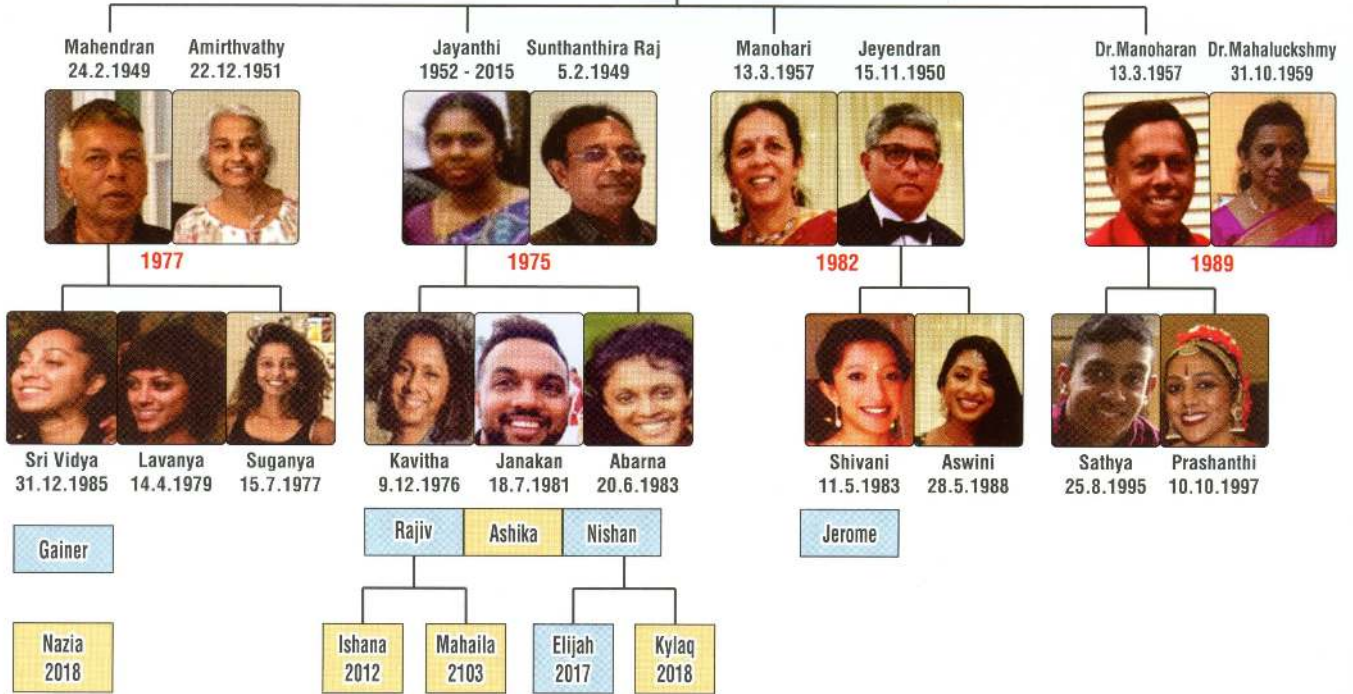 Mahendran Amirthvathy Jayanthi Sunthanthira Raj Manohari Jeyendran Dr.Manoharan Dr.Mahaluckshmy
24.2.1949 22.12.1951 1952 - 2015 5.2.1949 13.3.1957 15.11.1950 13.3.1957 31.10.1959
1977 1975 1982 1989
Sri Vidya Lavanya Suganya Kavitha Janakan Abarna Shivani Aswini Sathya Prashanthi
31.12.1985 14.4.1979 15.7.1977 9.12.1976 18.7.1981 20.6.1983 11.5.1983 28.5.1988 25.8.1995 10.10.1997
Gainer Rajiv Ashika Nishan Jerome
Nazia Ishana Mahaila Elijah Kylaq
2018 2012 2103 2017 2018